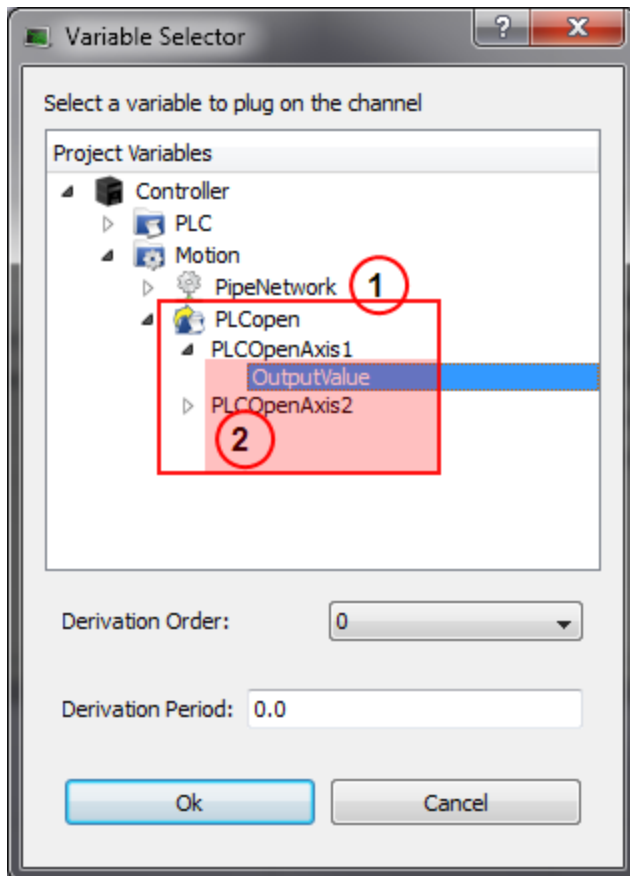 Variable Selector
?
X
Select a variable to plug on the channel
Project Variables
Controller
PLC
Motion
PipeNetwork
1
PLCopen
PLCOpenAxis1
OutputValue
PLCOpenAxis2
2
Derivation Order: 0
Derivation Period: 0.0
Ok Cancel